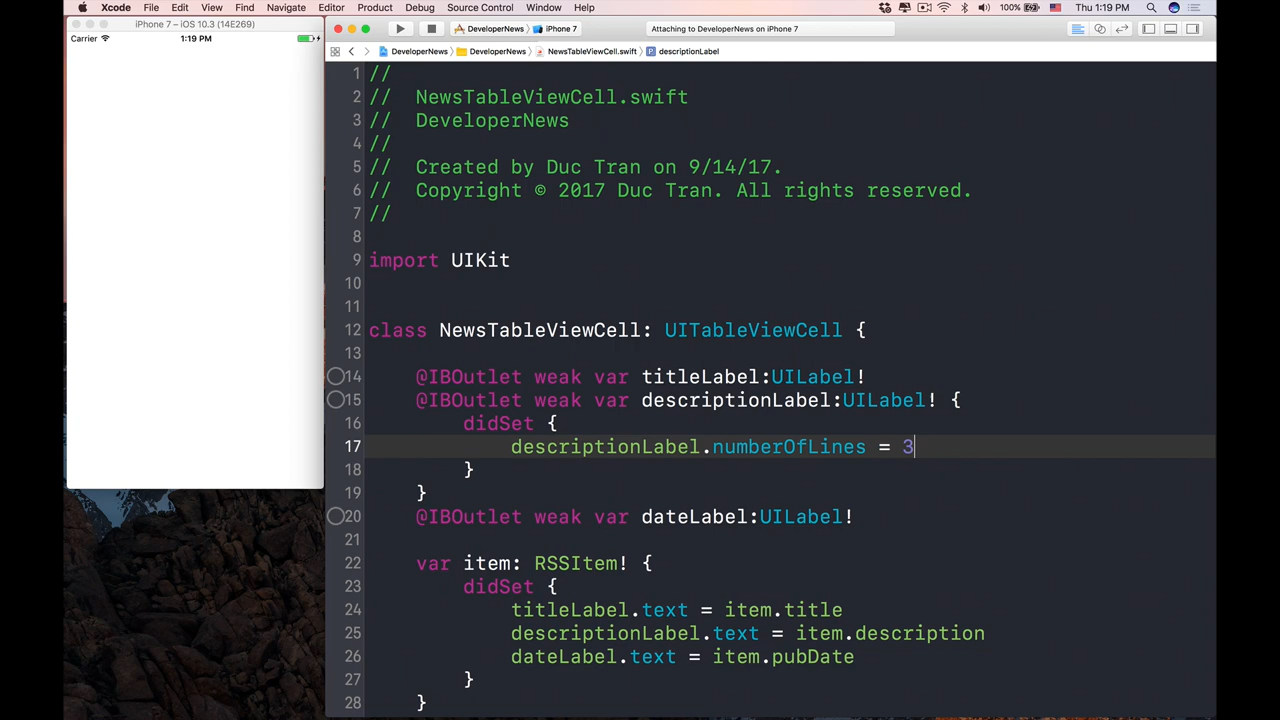 Xcode File Edit View Find Navigate Editor Product Debug Source Control Window Help 100% Thu 1:19 PM
iPhone 7 – iOS 10.3 (14E269)
Carrier 1:19 PM
DeveloperNews iPhone 7 Attaching to DeveloperNews on iPhone 7
DeveloperNews DeveloperNews NewsTableViewCell.swift P descriptionLabel
1 //
2 // NewsTableViewCell.swift
3 // DeveloperNews
4 //
5 // Created by Duc Tran on 9/14/17.
6 // Copyright © 2017 Duc Tran. All rights reserved.
7 //
8
9 import UIKit
10
11
12 class NewsTableViewCell: UITableViewCell {
13
14 @IBOutlet weak var titleLabel:UILabel!
15 @IBOutlet weak var descriptionLabel:UILabel! {
16 didSet {
17 descriptionLabel.numberOfLines = 3
18 }
19 }
20 @IBOutlet weak var dateLabel:UILabel!
21
22 var item: RSSItem! {
23 didSet {
24 titleLabel.text = item.title
25 descriptionLabel.text = item.description
26 dateLabel.text = item.pubDate
27 }
28 }